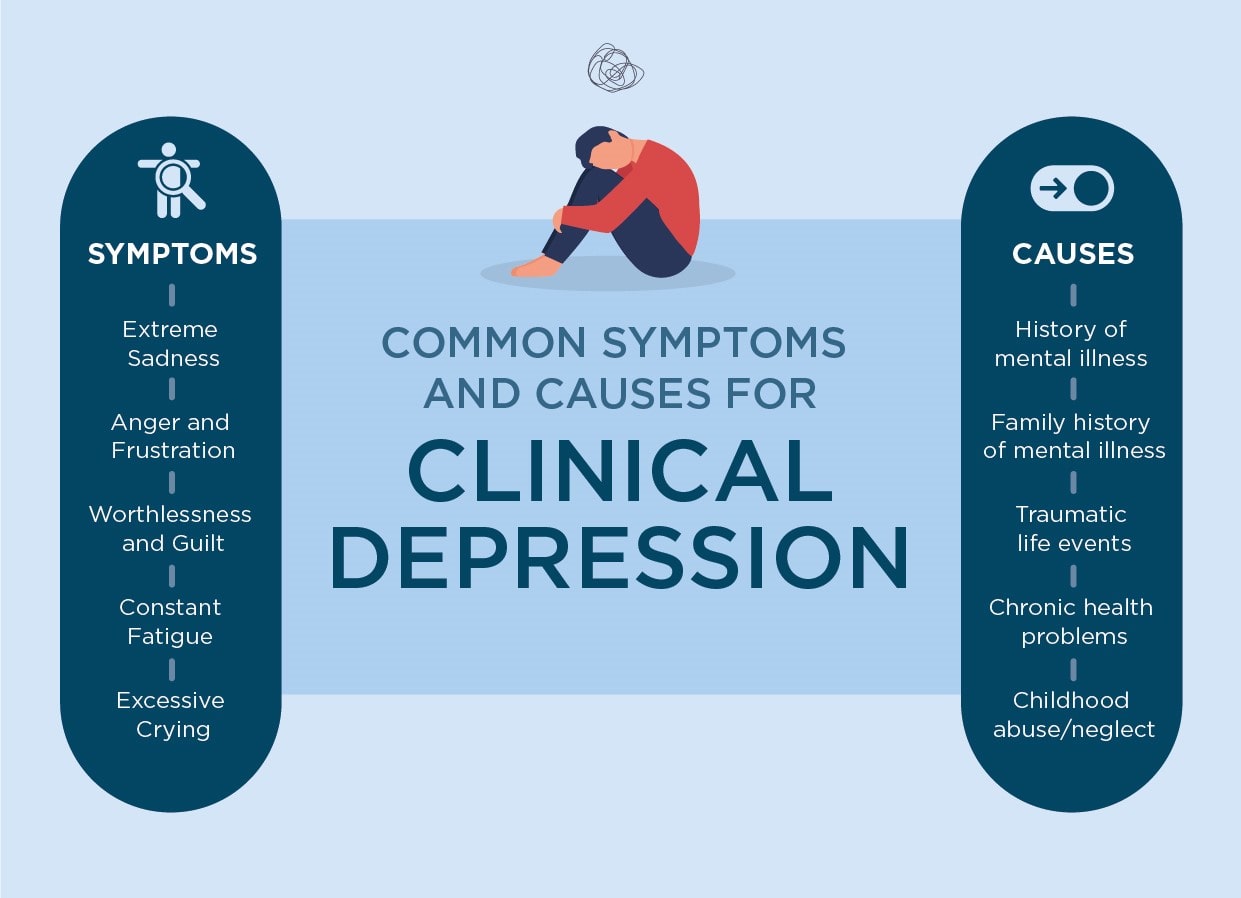 COMMON SYMPTOMS
AND CAUSES FOR
CLINICAL
DEPRESSION
SYMPTOMS
Extreme
Sadness
Anger and
Frustration
Worthlessness
and Guilt
Constant
Fatigue
Excessive
Crying
CAUSES
History of
mental illness
Family history
of mental illness
Traumatic
life events
Chronic health
problems
Childhood
abuse/neglect